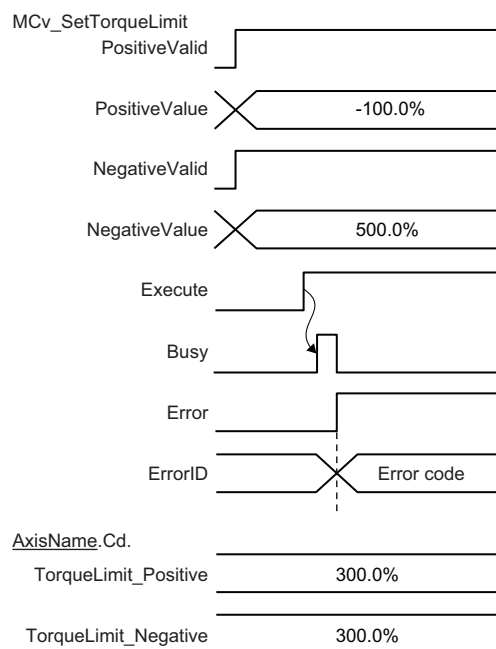 MCv_SetTorqueLimit
PositiveValid
PositiveValue -100.0%
NegativeValid
NegativeValue 500.0%
Execute
Busy
Error
ErrorID Error code
AxisName.Cd.
TorqueLimit_Positive 300.0%
TorqueLimit_Negative 300.0%